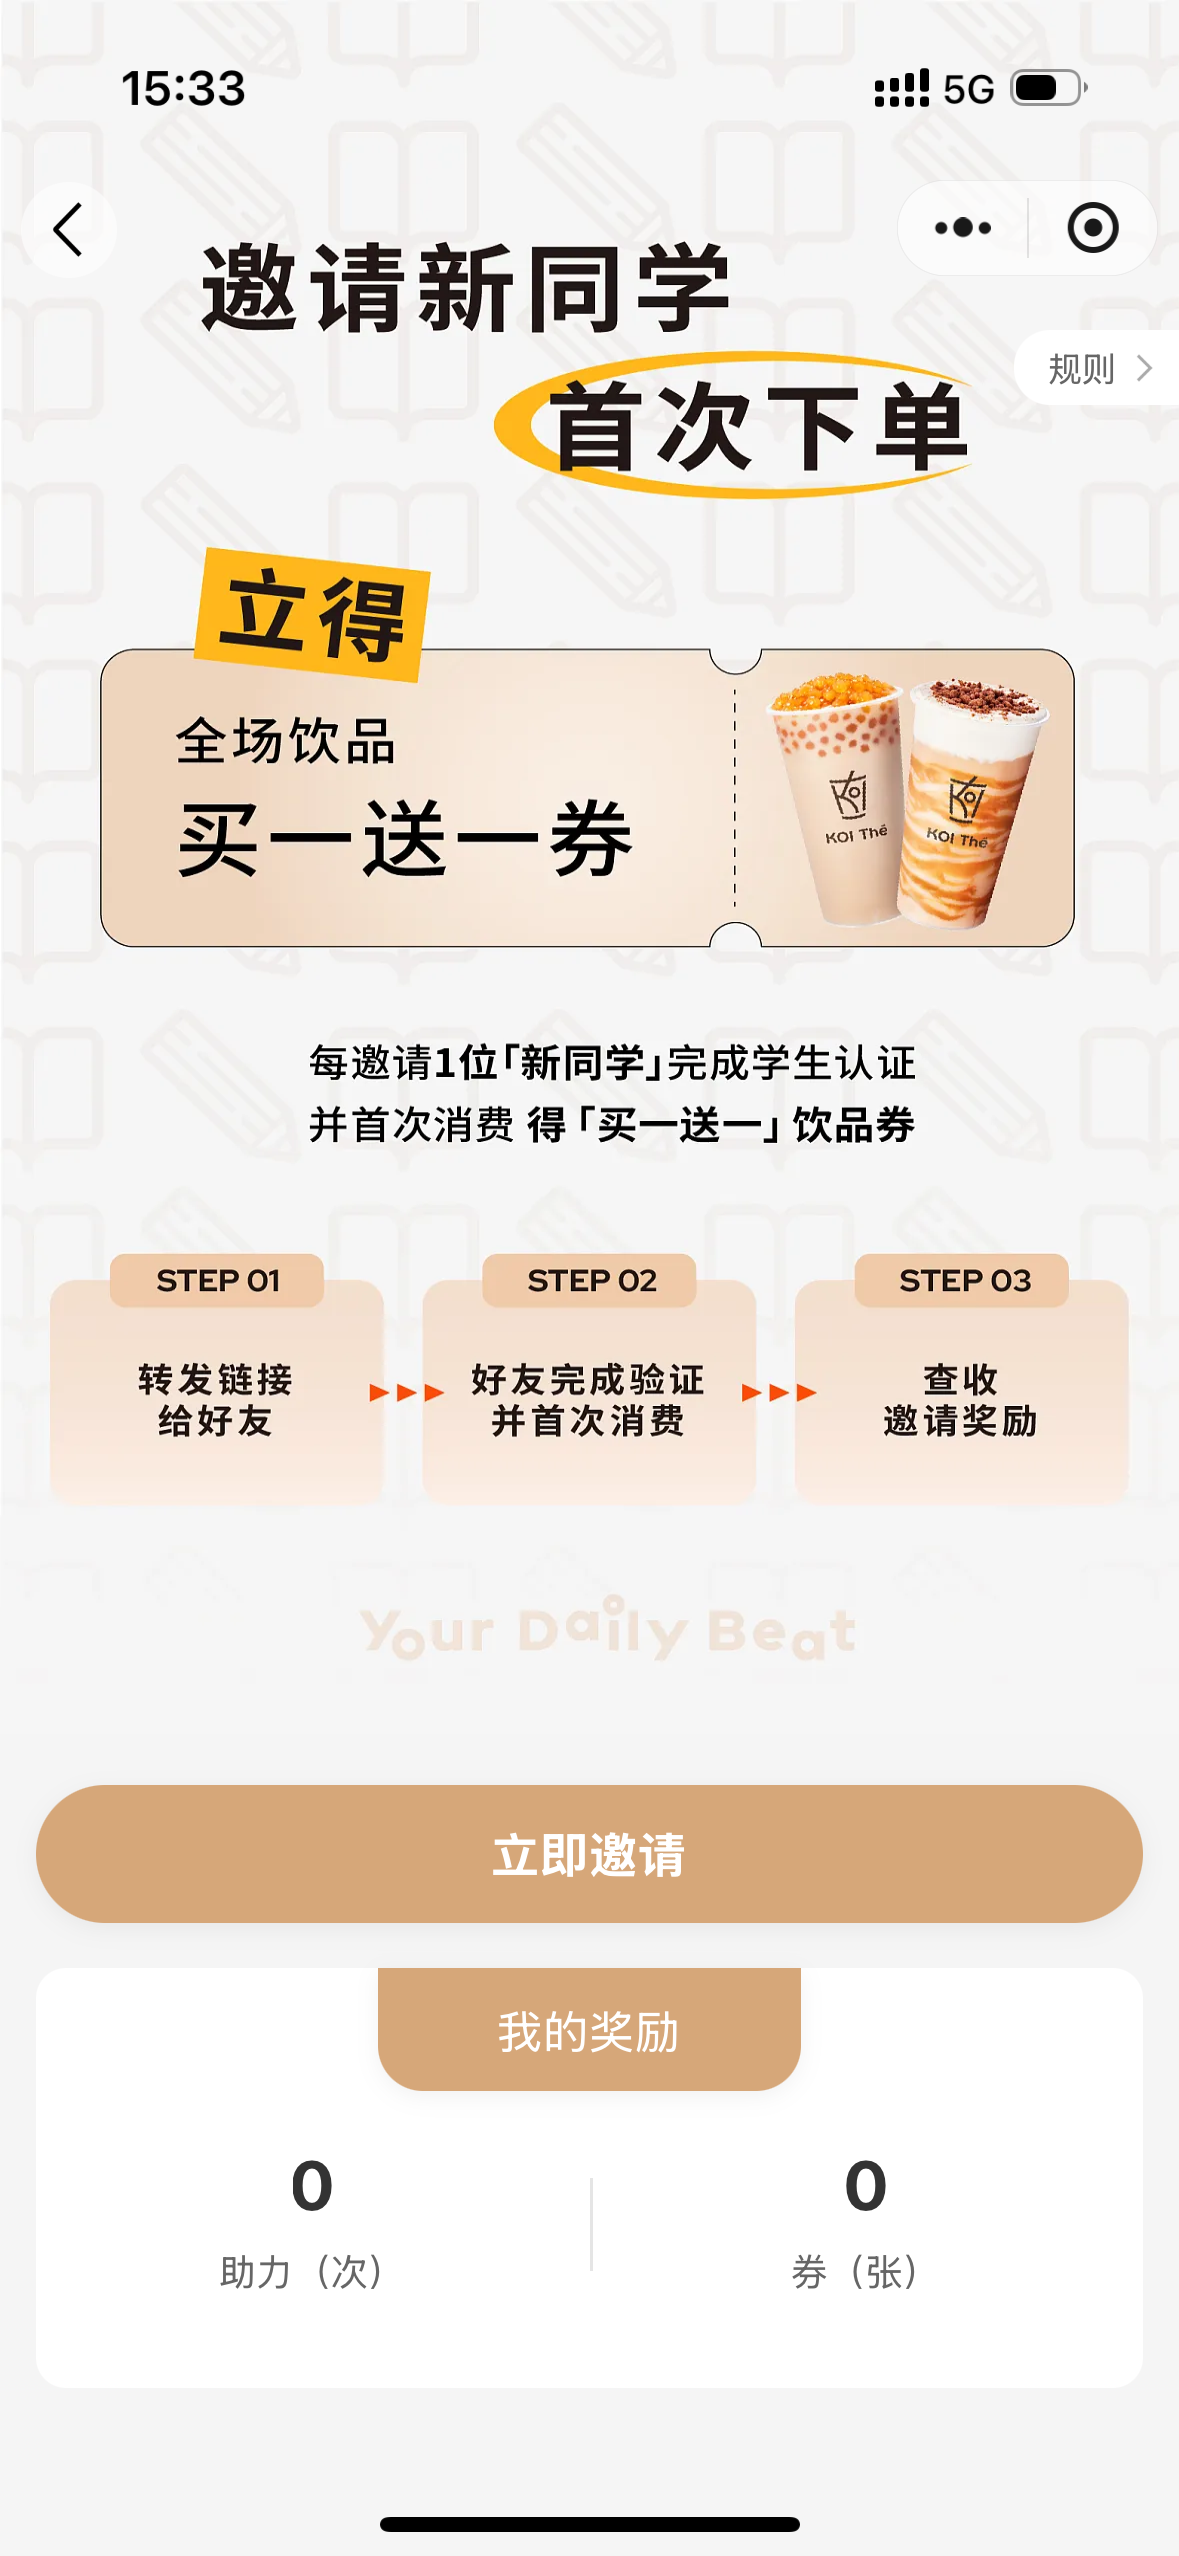 15:33
5G
邀请新同学
规则
首次下单
立得
全场饮品
买一送一券
KOI Thé
KOI Thé
每邀请1位「新同学」完成学生认证
并首次消费 得「买一送一」饮品券
STEP 01
转发链接
给好友
STEP 02
好友完成验证
并首次消费
STEP 03
查收
邀请奖励
Your Daily Beat
立即邀请
我的奖励
0
助力（次）
0
券（张）